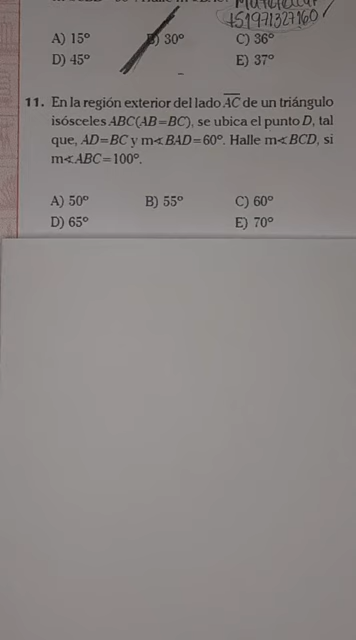 +51971327160
A) 15° B) 30° C) 36°
D) 45° E) 37°
11. En la región exterior del lado AC de un triángulo
isósceles ABC(AB=BC), se ubica el punto D, tal
que, AD=BC y m∢BAD=60°. Halle m∢BCD, si
m∢ABC=100°.
A) 50° B) 55° C) 60°
D) 65° E) 70°